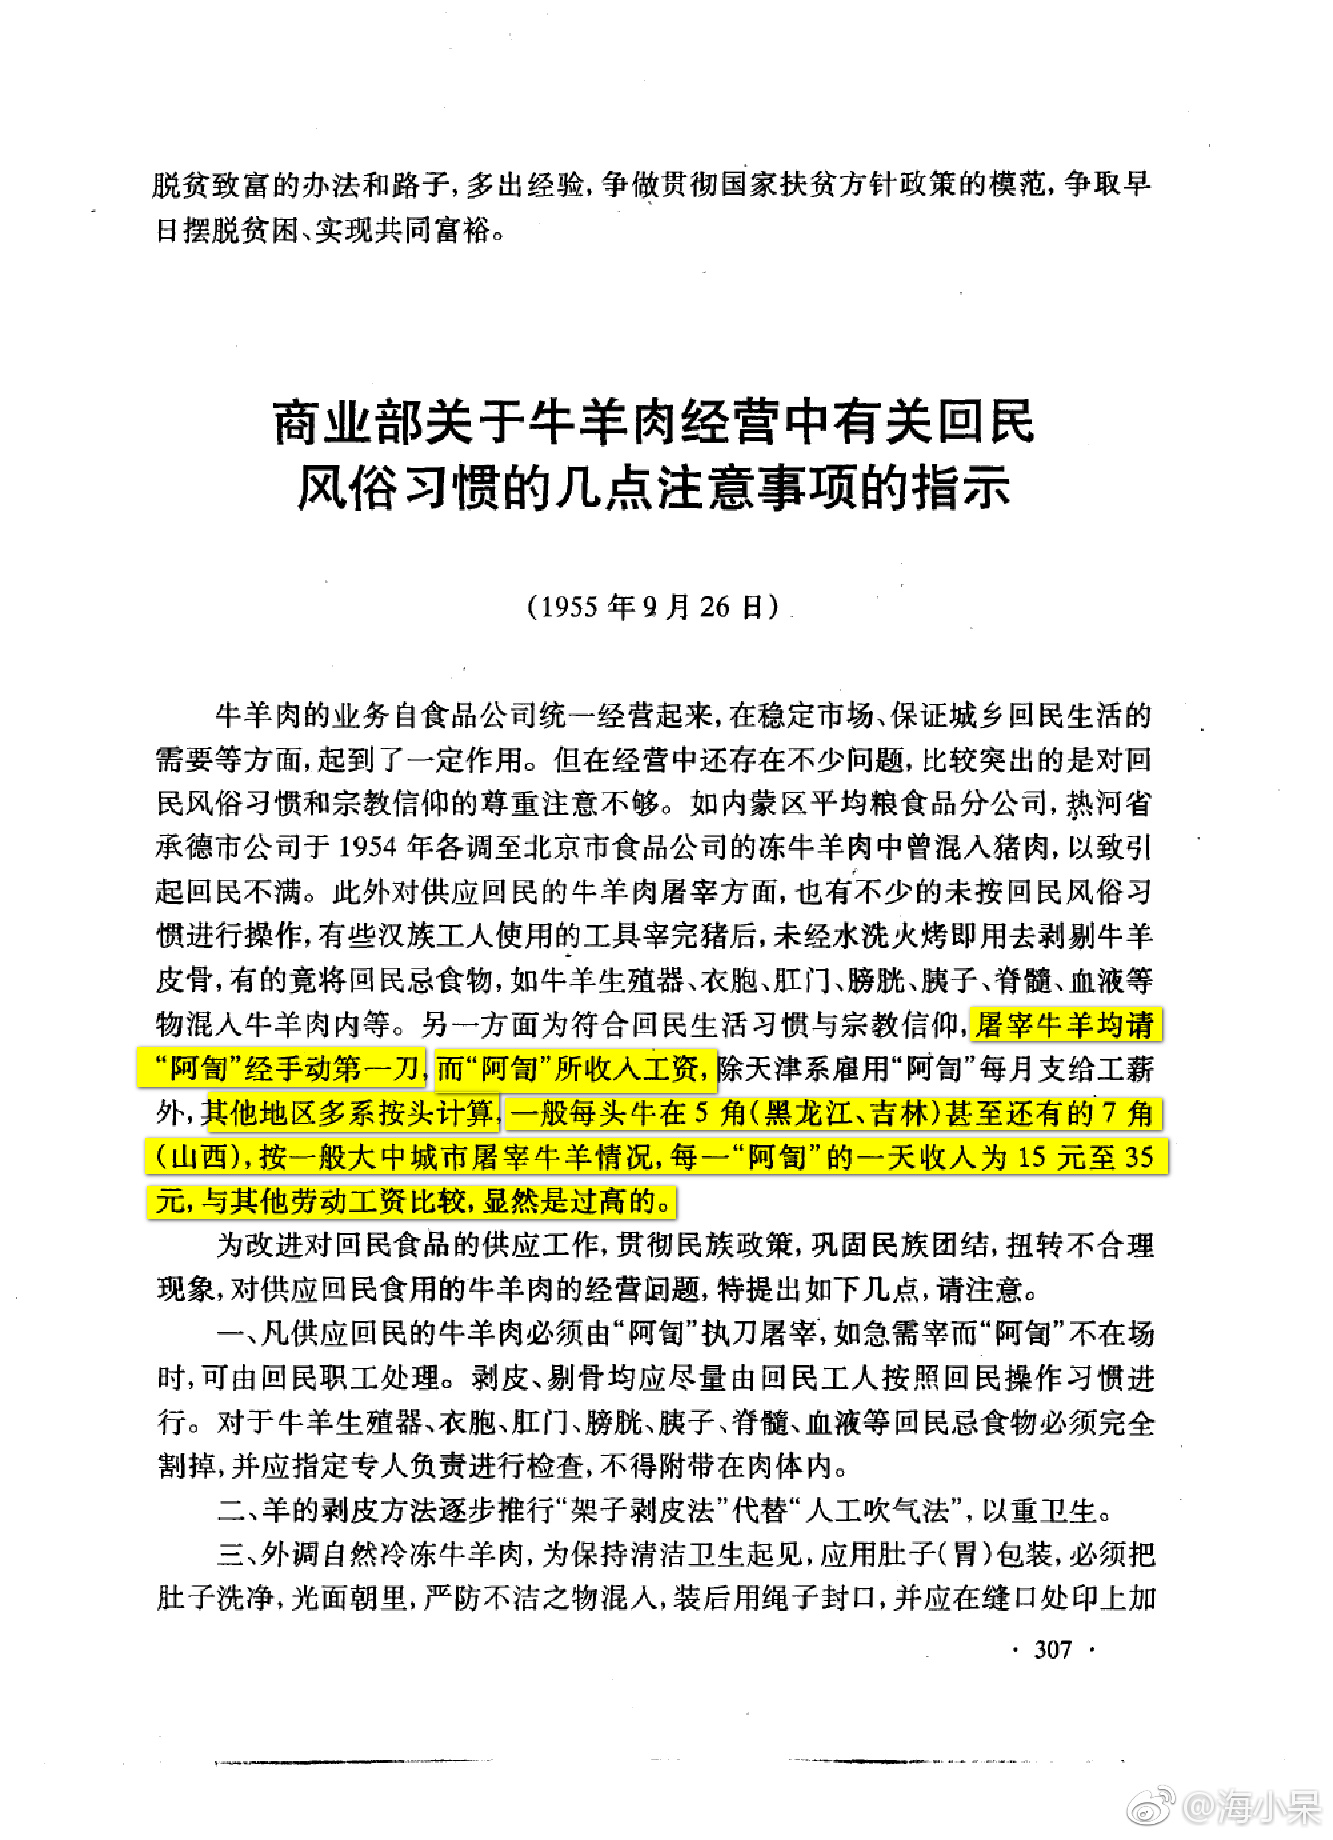 脱贫致富的办法和路子,多出经验,争做贯彻国家扶贫方针政策的模范,争取早
日摆脱贫困、实现共同富裕。
商业部关于牛羊肉经营中有关回民
风俗习惯的几点注意事项的指示
(1955年9月26日)
牛羊肉的业务自食品公司统一经营起来,在稳定市场、保证城乡回民生活的
需要等方面,起到了一定作用。但在经营中还存在不少问题,比较突出的是对回
民风俗习惯和宗教信仰的尊重注意不够。如内蒙区平均粮食品分公司,热河省
承德市公司于1954年各调至北京市食品公司的冻牛羊肉中曾混入猪肉,以致引
起回民不满。此外对供应回民的牛羊肉屠宰方面,也有不少的未按回民风俗习
惯进行操作,有些汉族工人使用的工具宰完猪后,未经水洗火烤即用去剥剔牛羊
皮骨,有的竟将回民忌食物,如牛羊生殖器、衣胞、肛门、膀胱、胰子、脊髓、血液等
物混入牛羊肉内等。另一方面为符合回民生活习惯与宗教信仰,屠宰牛羊均请
“阿訇”经手动第一刀,而“阿訇”所收入工资,除天津系雇用“阿訇”每月支给工薪
外,其他地区多系按头计算,一般每头牛在5角(黑龙江、吉林)甚至还有的7角
(山西),按一般大中城市屠宰牛羊情况,每一“阿訇”的一天收入为15元至35
元,与其他劳动工资比较,显然是过高的。
为改进对回民食品的供应工作,贯彻民族政策,巩固民族团结,扭转不合理
现象,对供应回民食用的牛羊肉的经营问题,特提出如下几点,请注意。
一、凡供应回民的牛羊肉必须由“阿訇”执刀屠宰,如急需宰而“阿訇”不在场
时,可由回民职工处理。剥皮、剔骨均应尽量由回民工人按照回民操作习惯进
行。对于牛羊生殖器、衣胞、肛门、膀胱、胰子、脊髓、血液等回民忌食物必须完全
割掉,并应指定专人负责进行检查,不得附带在肉体内。
二、羊的剥皮方法逐步推行“架子剥皮法”代替“人工吹气法”,以重卫生。
三、外调自然冷冻牛羊肉,为保持清洁卫生起见,应用肚子(胃)包装,必须把
肚子洗净,光面朝里,严防不洁之物混入,装后用绳子封口,并应在缝口处印上加
·307·
@海小呆